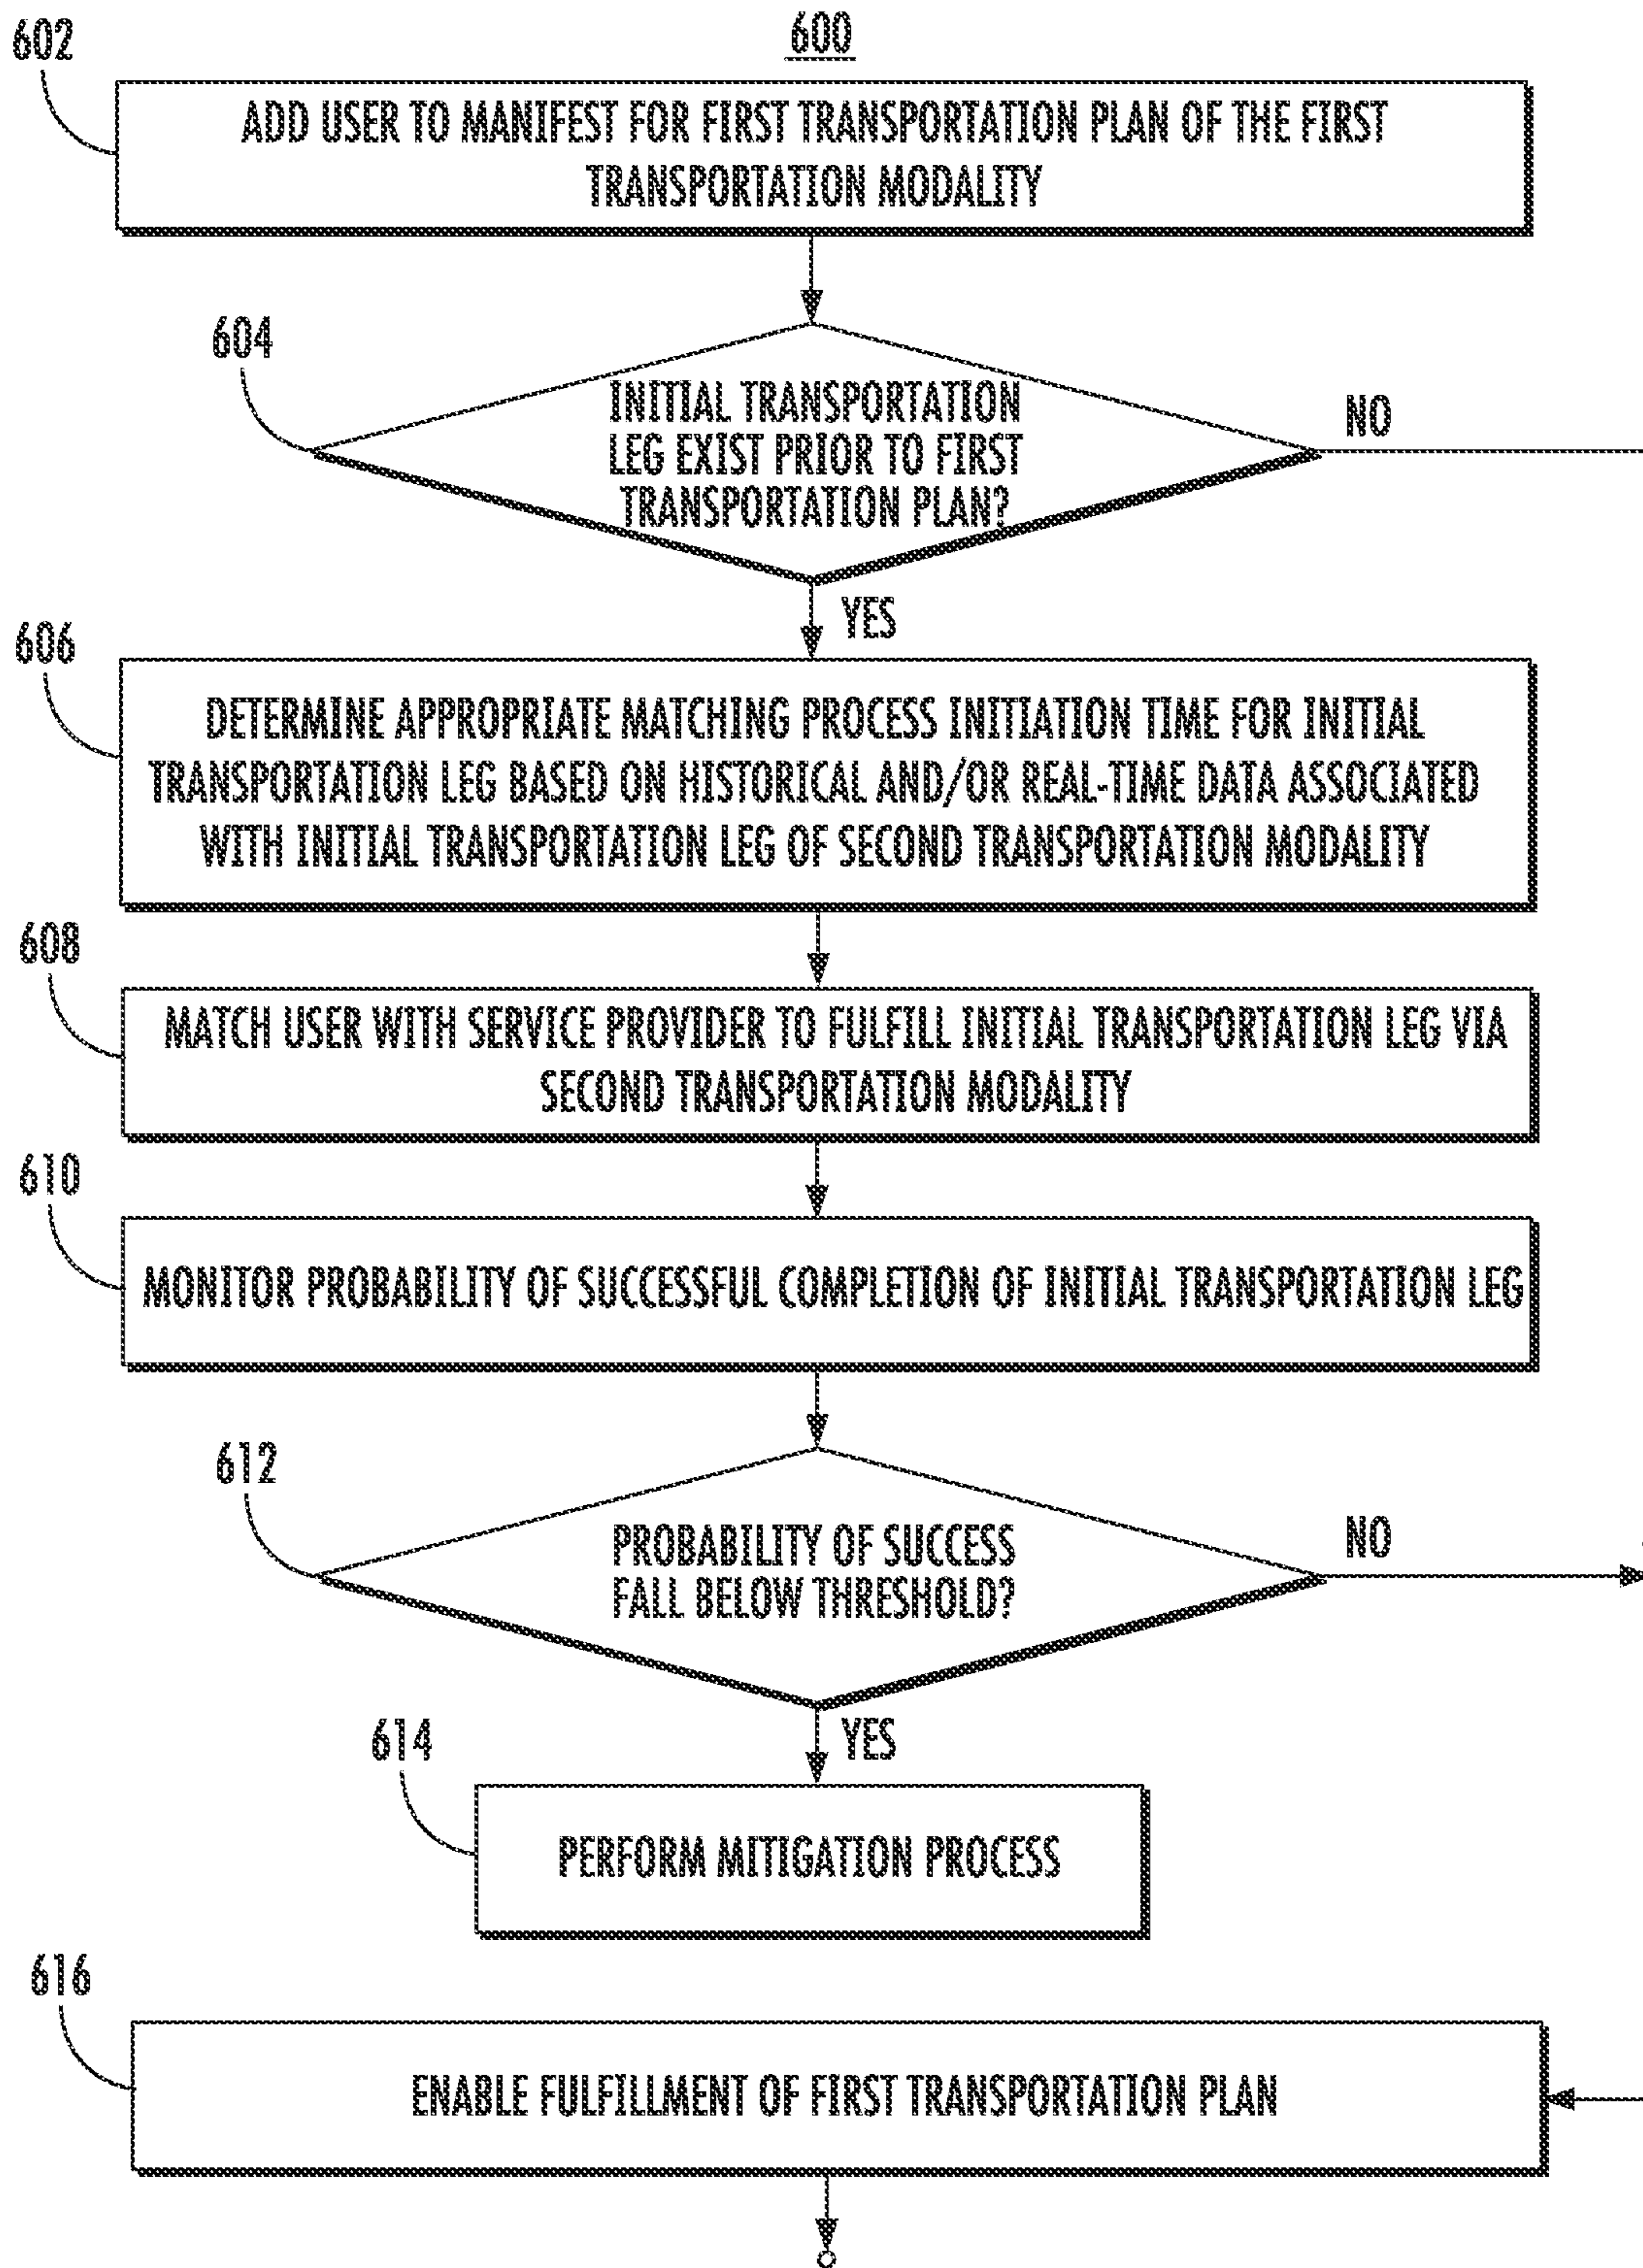 600
602
ADD USER TO MANIFEST FOR FIRST TRANSPORTATION PLAN OF THE FIRST
TRANSPORTATION MODALITY
604
INITIAL TRANSPORTATION
LEG EXIST PRIOR TO FIRST
TRANSPORTATION PLAN?
NO
YES
606
DETERMINE APPROPRIATE MATCHING PROCESS INITIATION TIME FOR INITIAL
TRANSPORTATION LEG BASED ON HISTORICAL AND/OR REAL-TIME DATA ASSOCIATED
WITH INITIAL TRANSPORTATION LEG OF SECOND TRANSPORTATION MODALITY
608
MATCH USER WITH SERVICE PROVIDER TO FULFILL INITIAL TRANSPORTATION LEG VIA
SECOND TRANSPORTATION MODALITY
610
MONITOR PROBABILITY OF SUCCESSFUL COMPLETION OF INITIAL TRANSPORTATION LEG
612
PROBABILITY OF SUCCESS
FALL BELOW THRESHOLD?
NO
YES
614
PERFORM MITIGATION PROCESS
616
ENABLE FULFILLMENT OF FIRST TRANSPORTATION PLAN